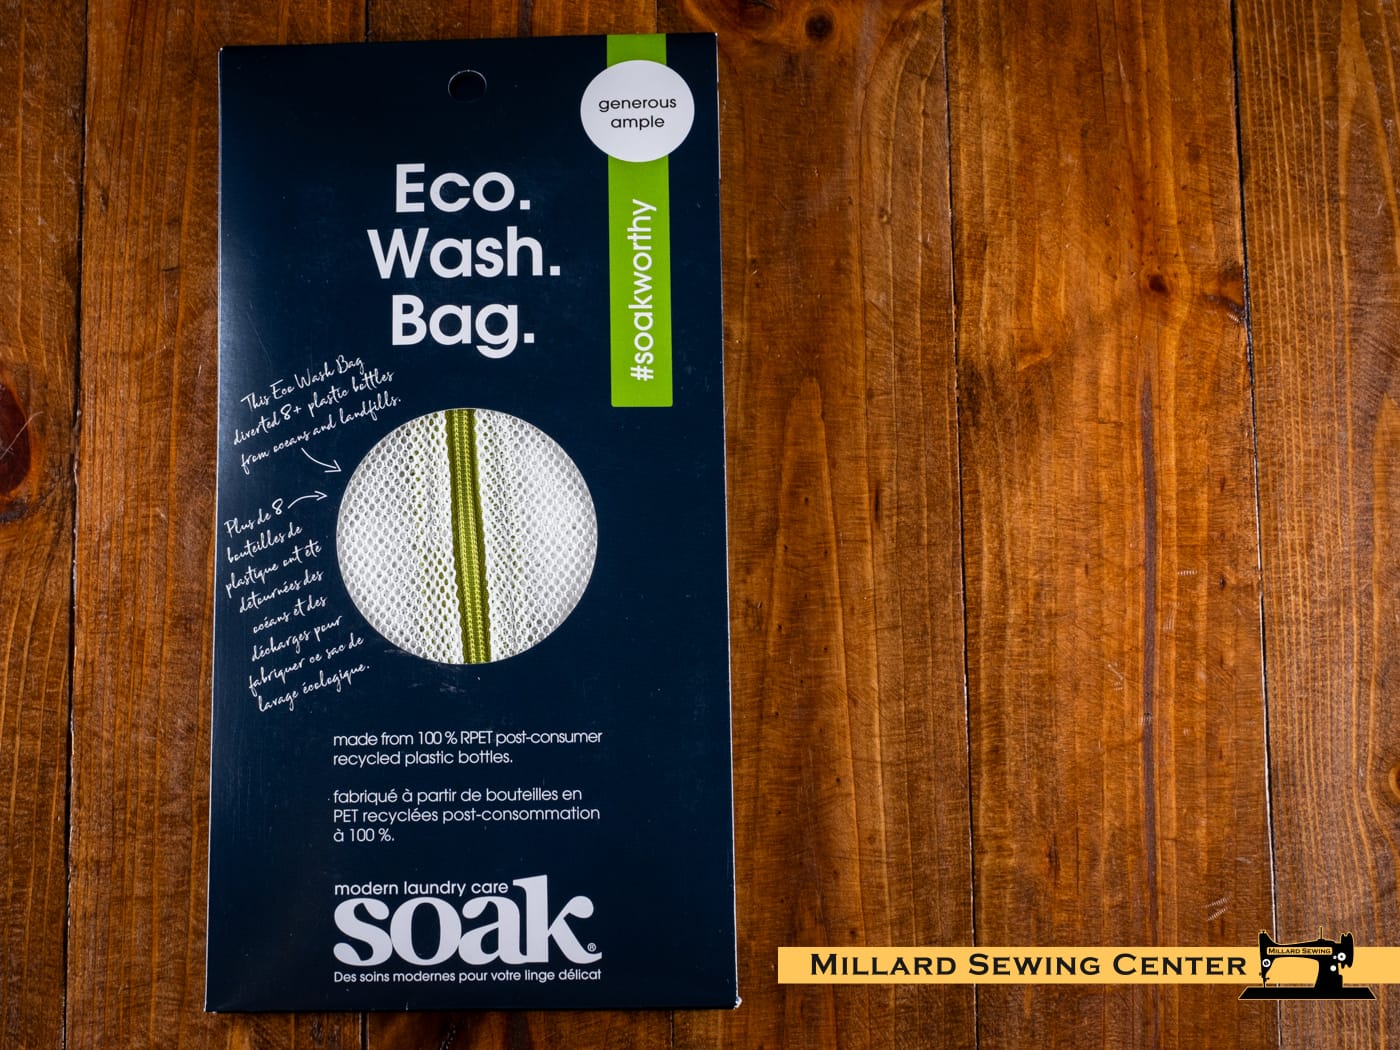 generous
ample
#soakworthy
Eco.
Wash.
Bag.
This Eco Wash Bag
diverted 8+ plastic bottles
from oceans and landfills.
Plus de 8
bouteilles de
plastique ont été
détournées des
océans et des
décharges pour
fabriquer ce sac de
lavage écologique.
made from 100 % RPET post-consumer
recycled plastic bottles.
fabriqué à partir de bouteilles en
PET recyclées post-consommation
à 100 %.
modern laundry care
soak®
Des soins modernes pour votre linge délicat
Millard Sewing Center
Millard Sewing